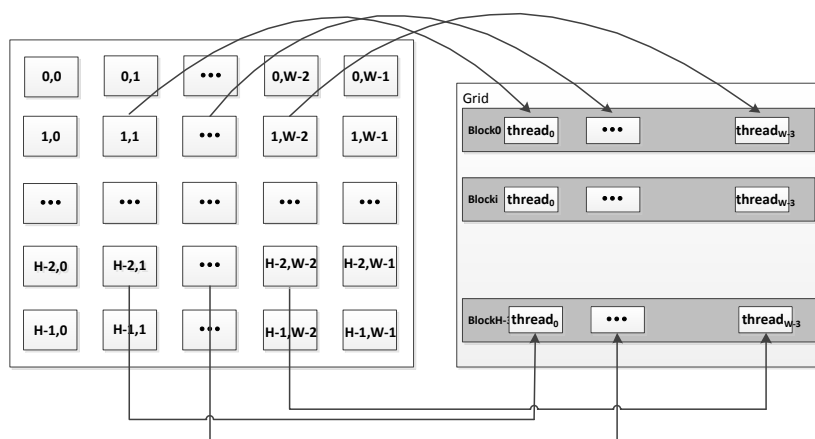 0,0 0,1 ••• 0,W-2 0,W-1
1,0 1,1 ••• 1,W-2 1,W-1
••• ••• ••• ••• •••
H-2,0 H-2,1 ••• H-2,W-2 H-2,W-1
H-1,0 H-1,1 ••• H-1,W-2 H-1,W-1
Grid
Block0 thread0 ••• threadW-3
Blocki thread0 ••• threadW-3
BlockH-3 thread0 ••• threadW-3